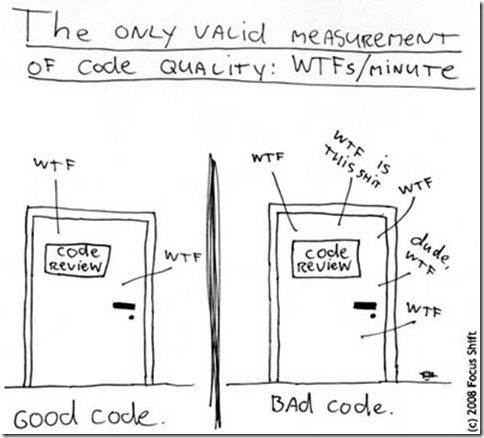 The ONLY VALID MEASUREMENT
OF CODE QUALITY: WTFs/MINUTE
WTF
CODE
REVIEW
WTF
GOOD CODE.
WTF
WTF IS
THIS SHIT
WTF
CODE
REVIEW
dude,
WTF
WTF
BAD CODE.
(c) 2008 Focus Shift